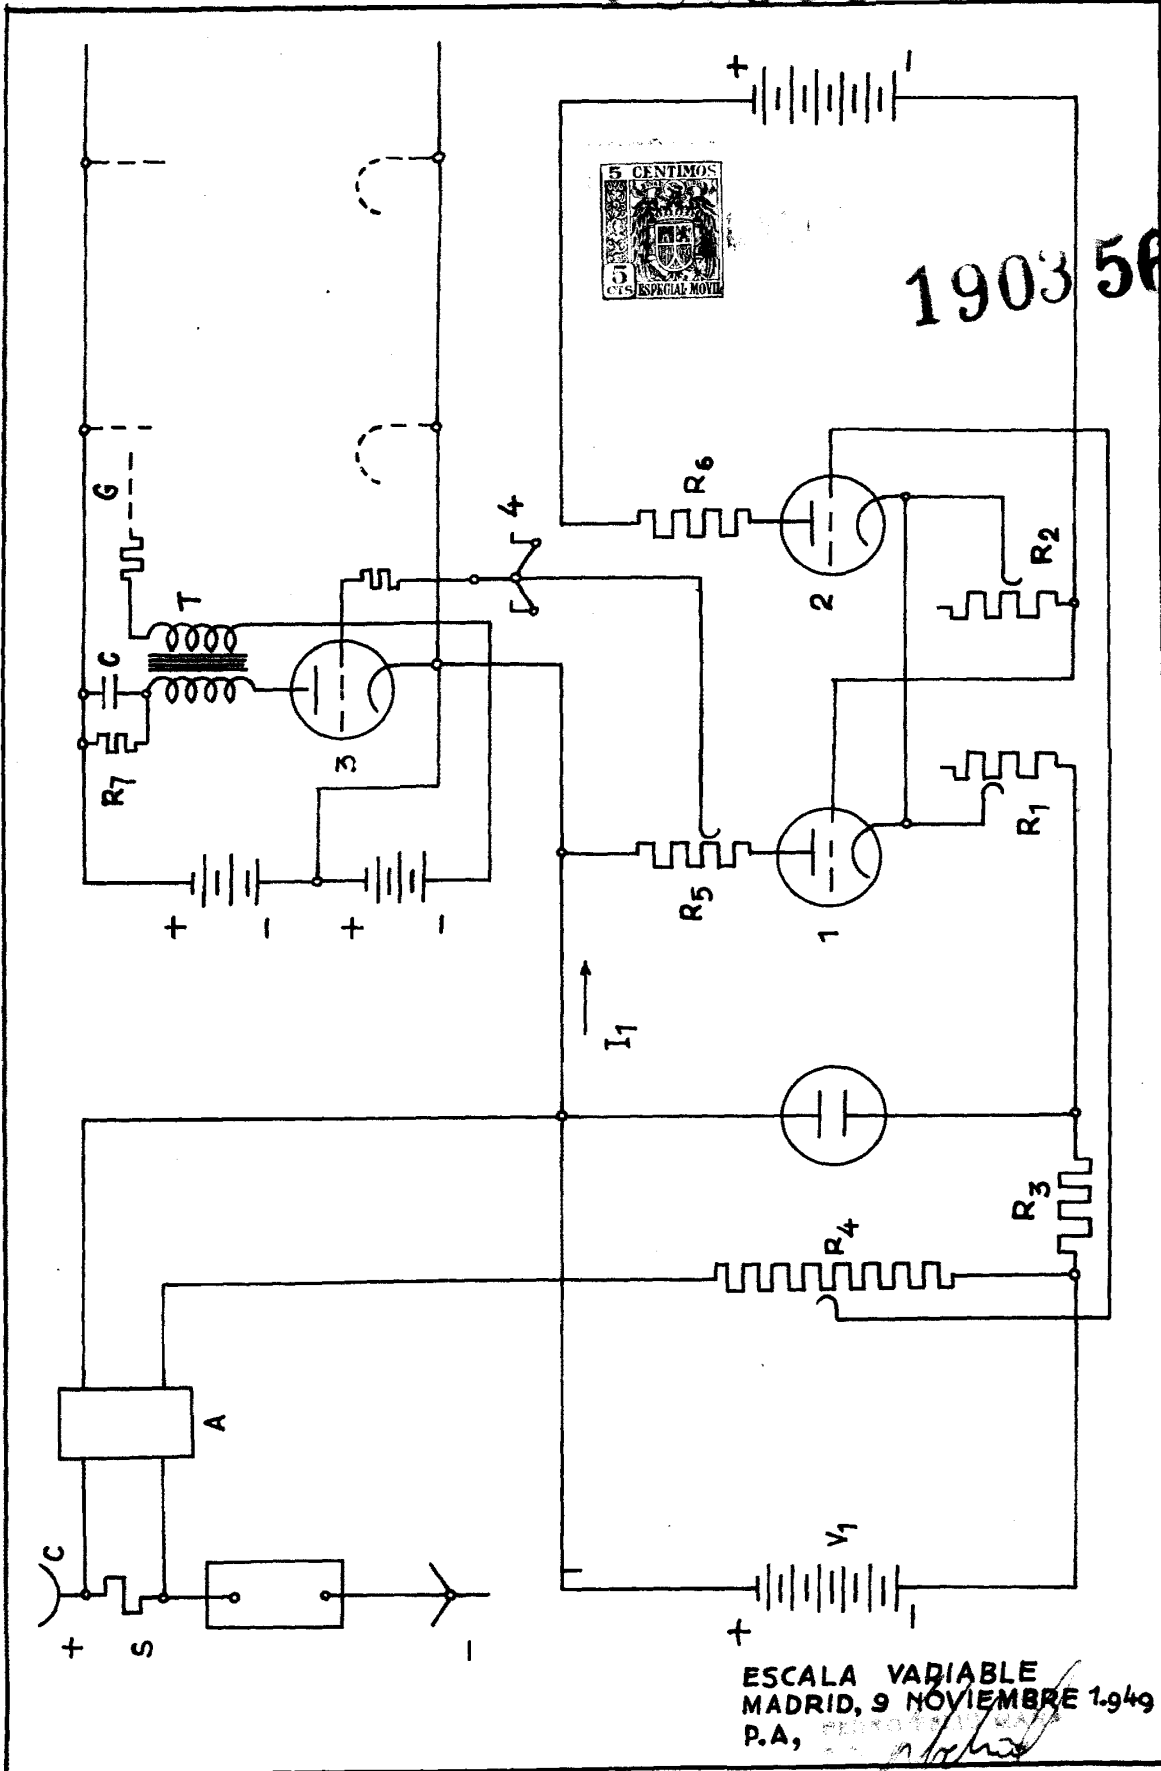 5 CENTIMOS
5
CTS ESPECIAL MOVIL
190356
+
-
G
T
C
R7
3
4
R6
2
R2
+
-
+
-
R5
1
R1
I1
R3
R4
A
C
+
S
-
V1
+
-
ESCALA VARIABLE
MADRID, 9 NOVIEMBRE 1.949
P.A,